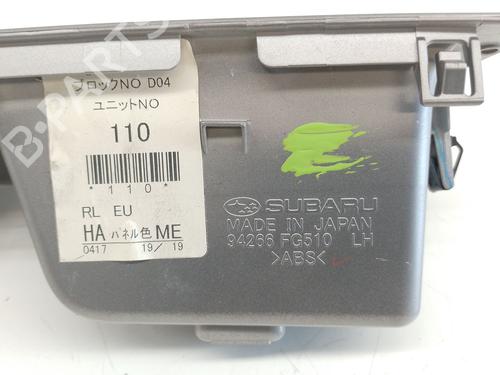 ブロックNO D04
ユニットNO
110
*110*
RL EU
HA パネル色 ME
0417 19/ 19
SUBARU
MADE IN JAPAN
94266 FG510 LH
>ABS<
B-PARTS